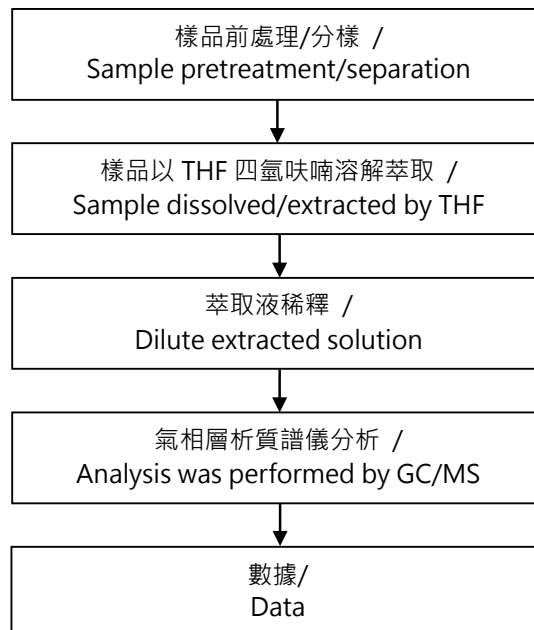 樣品前處理/分樣 /
Sample pretreatment/separation
樣品以 THF 四氫呋喃溶解萃取 /
Sample dissolved/extracted by THF
萃取液稀釋 /
Dilute extracted solution
氣相層析質譜儀分析 /
Analysis was performed by GC/MS
數據/
Data